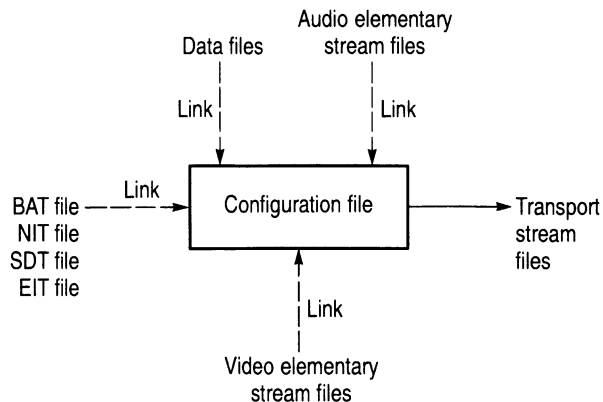 Audio elementary
stream files
Data files
Link
Link
Link
BAT file
NIT file
SDT file
EIT file
Configuration file
Transport
stream
files
Link
Video elementary
stream files